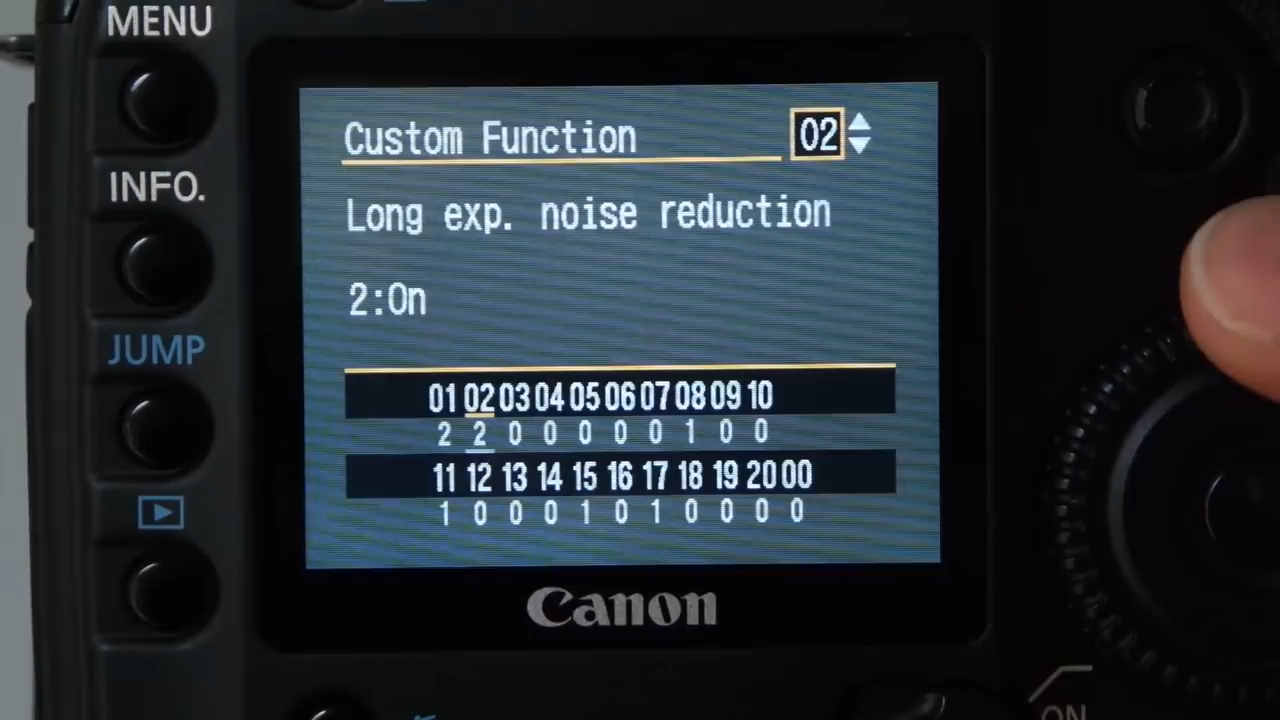 MENU
INFO.
JUMP
Custom Function 02
Long exp. noise reduction
2:On
01 02 03 04 05 06 07 08 09 10
2 2 0 0 0 0 0 1 0 0
11 12 13 14 15 16 17 18 19 20 00
1 0 0 0 1 0 1 0 0 0 0
Canon
ON